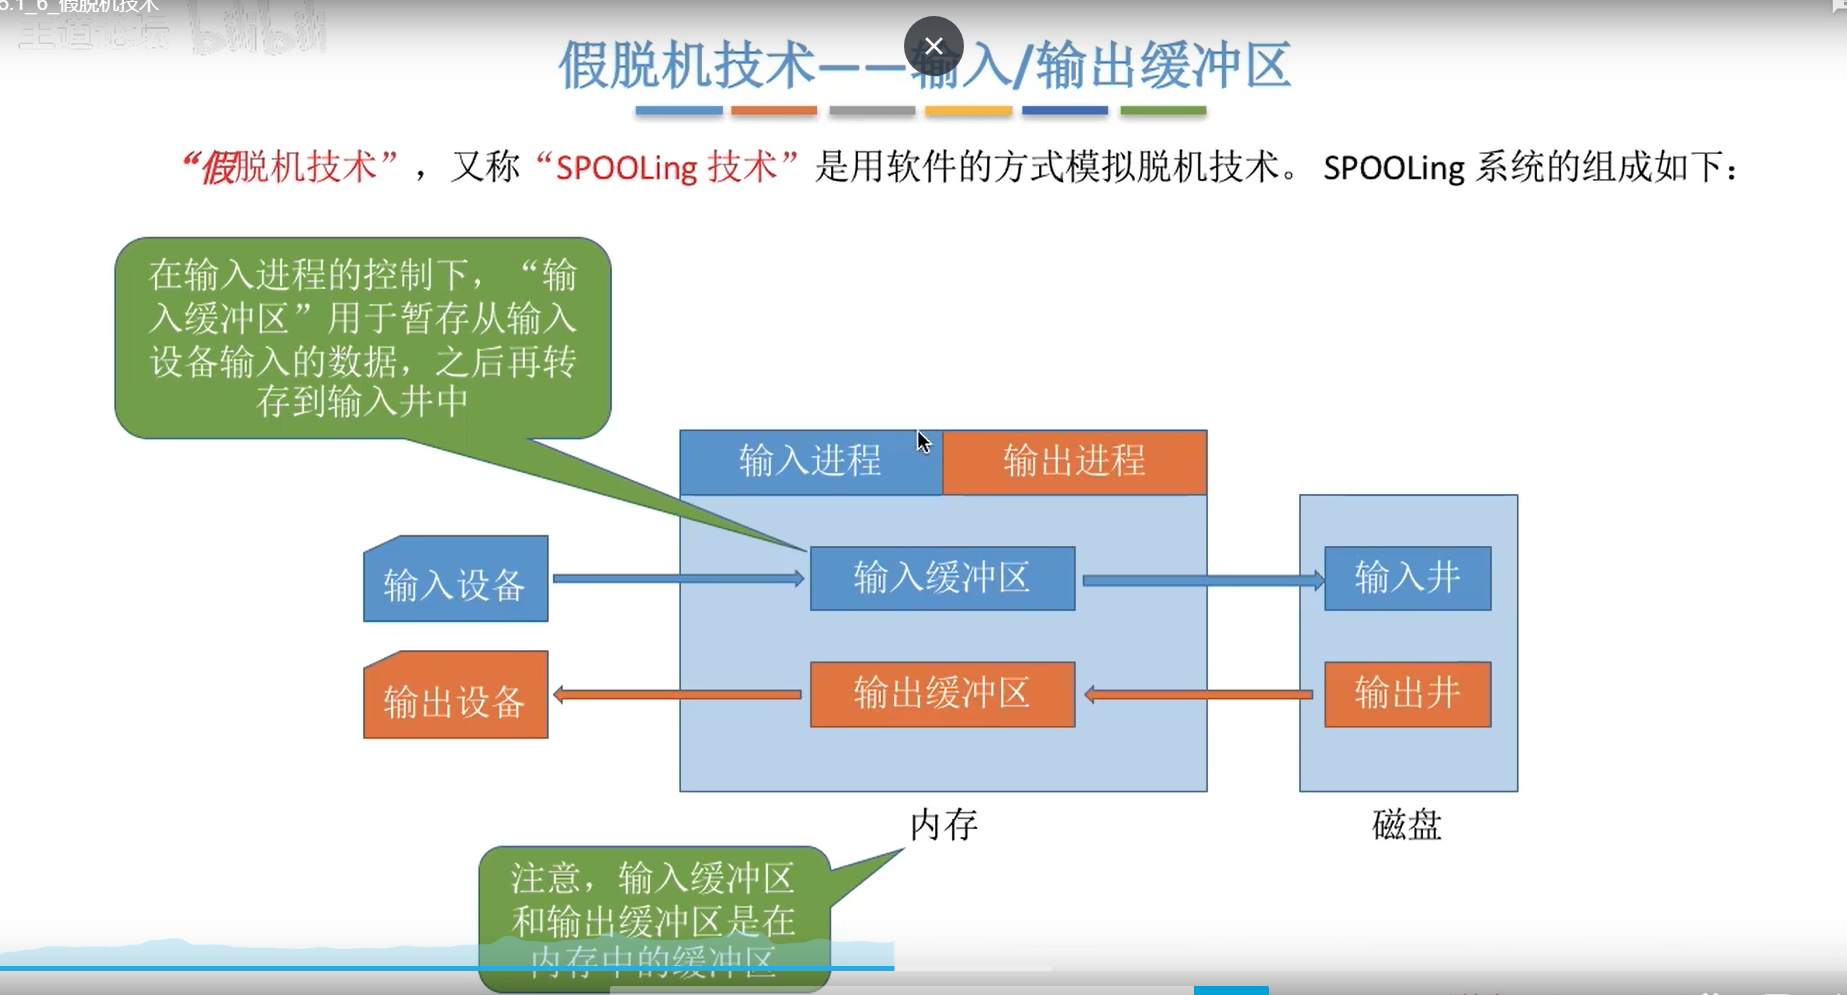 5.1_6_假脱机技术
王道论坛 bilibili
假脱机技术——输入/输出缓冲区
“假脱机技术”，又称“SPOOLing 技术”是用软件的方式模拟脱机技术。SPOOLing 系统的组成如下：
在输入进程的控制下，“输
入缓冲区”用于暂存从输入
设备输入的数据，之后再转
存到输入井中
输入进程 输出进程
输入设备 输入缓冲区 输入井
输出设备 输出缓冲区 输出井
内存 磁盘
注意，输入缓冲区
和输出缓冲区是在
内存中的缓冲区